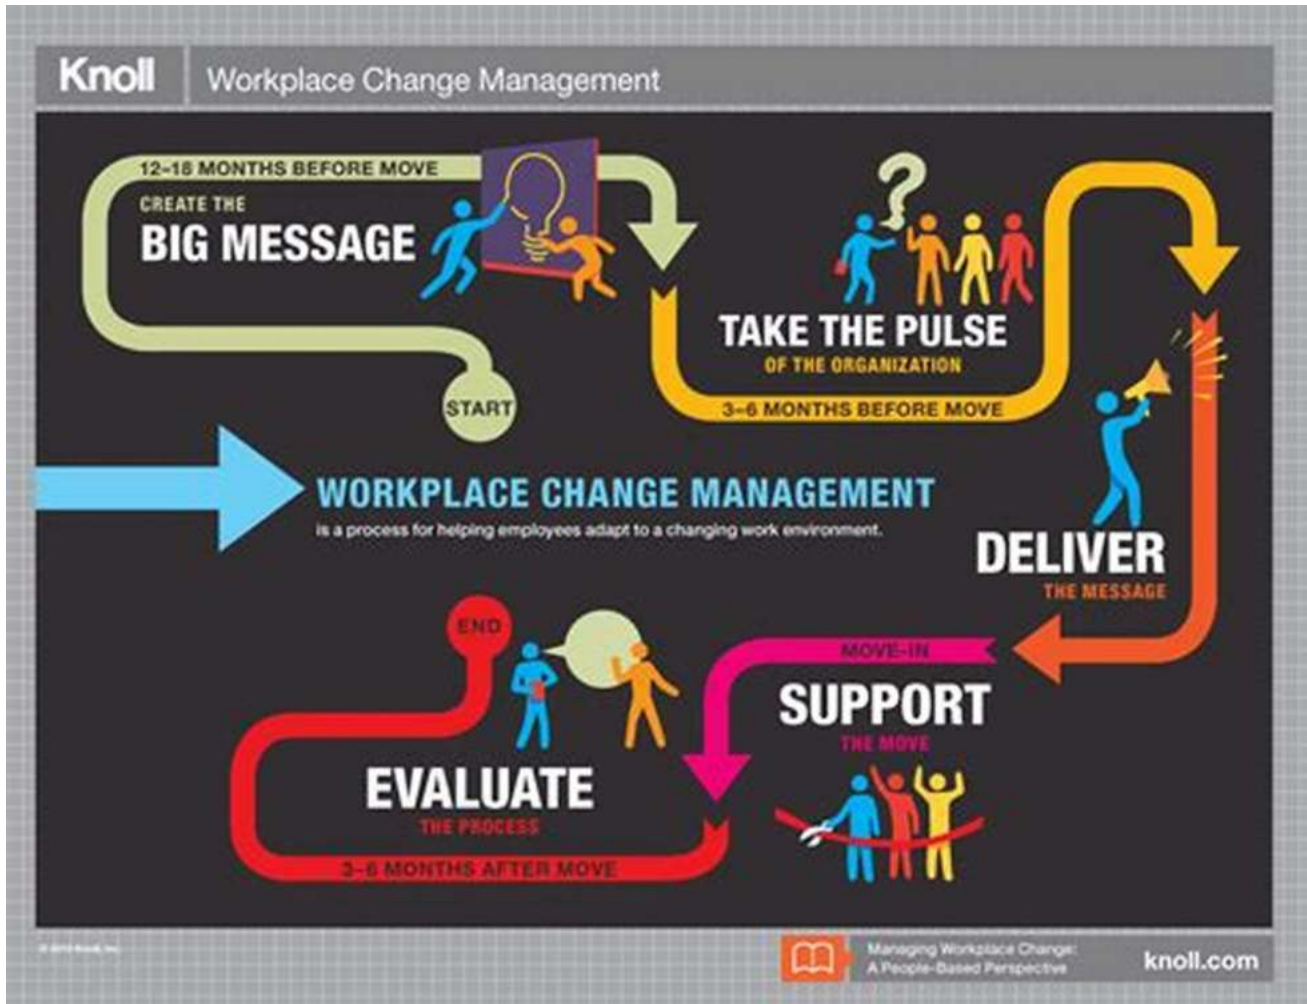 Knoll
Workplace Change Management
12–18 MONTHS BEFORE MOVE
CREATE THE
BIG MESSAGE
START
TAKE THE PULSE
OF THE ORGANIZATION
3–6 MONTHS BEFORE MOVE
WORKPLACE CHANGE MANAGEMENT
is a process for helping employees adapt to a changing work environment.
DELIVER
THE MESSAGE
MOVE-IN
SUPPORT
THE MOVE
END
EVALUATE
THE PROCESS
3–6 MONTHS AFTER MOVE
Knoll, Inc.
Managing Workplace Change:
A People-Based Perspective
knoll.com